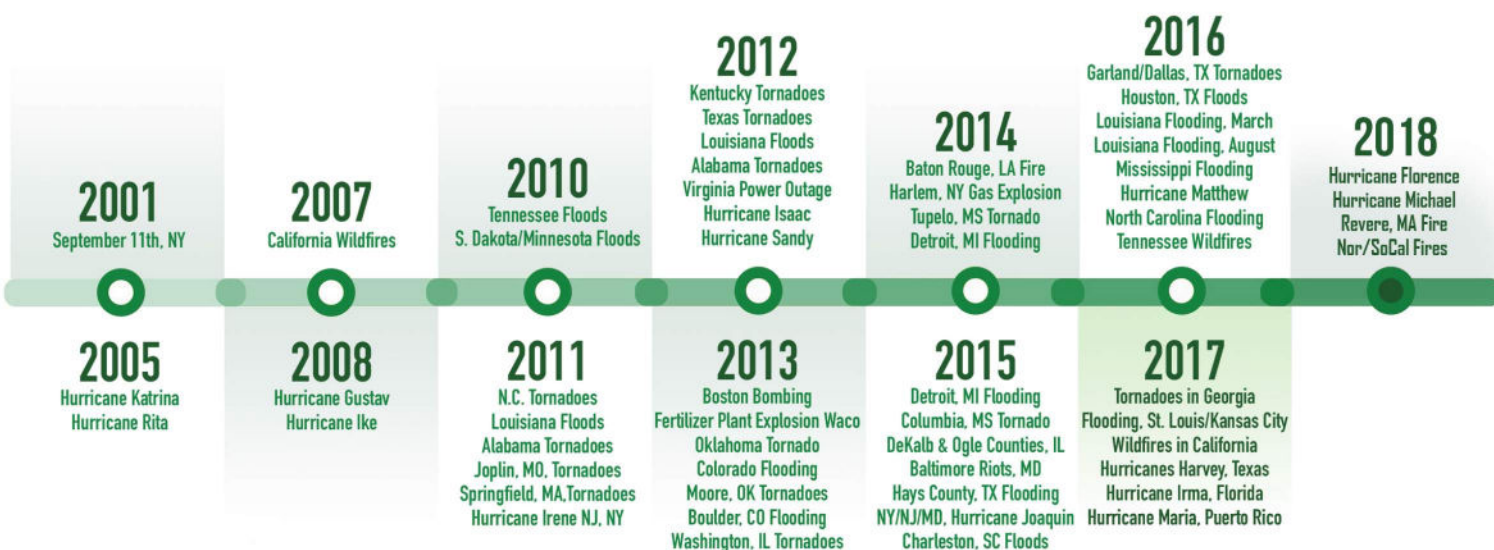 2001
September 11th, NY
2005
Hurricane Katrina
Hurricane Rita
2007
California Wildfires
2008
Hurricane Gustav
Hurricane Ike
2010
Tennessee Floods
S. Dakota/Minnesota Floods
2011
N.C. Tornadoes
Louisiana Floods
Alabama Tornadoes
Joplin, MO, Tornadoes
Springfield, MA,Tornadoes
Hurricane Irene NJ, NY
2012
Kentucky Tornadoes
Texas Tornadoes
Louisiana Floods
Alabama Tornadoes
Virginia Power Outage
Hurricane Isaac
Hurricane Sandy
2013
Boston Bombing
Fertilizer Plant Explosion Waco
Oklahoma Tornado
Colorado Flooding
Moore, OK Tornadoes
Boulder, CO Flooding
Washington, IL Tornadoes
2014
Baton Rouge, LA Fire
Harlem, NY Gas Explosion
Tupelo, MS Tornado
Detroit, MI Flooding
2015
Detroit, MI Flooding
Columbia, MS Tornado
DeKalb & Ogle Counties, IL
Baltimore Riots, MD
Hays County, TX Flooding
NY/NJ/MD, Hurricane Joaquin
Charleston, SC Floods
2016
Garland/Dallas, TX Tornadoes
Houston, TX Floods
Louisiana Flooding, March
Louisiana Flooding, August
Mississippi Flooding
Hurricane Matthew
North Carolina Flooding
Tennessee Wildfires
2017
Tornadoes in Georgia
Flooding, St. Louis/Kansas City
Wildfires in California
Hurricanes Harvey, Texas
Hurricane Irma, Florida
Hurricane Maria, Puerto Rico
2018
Hurricane Florence
Hurricane Michael
Revere, MA Fire
Nor/SoCal Fires